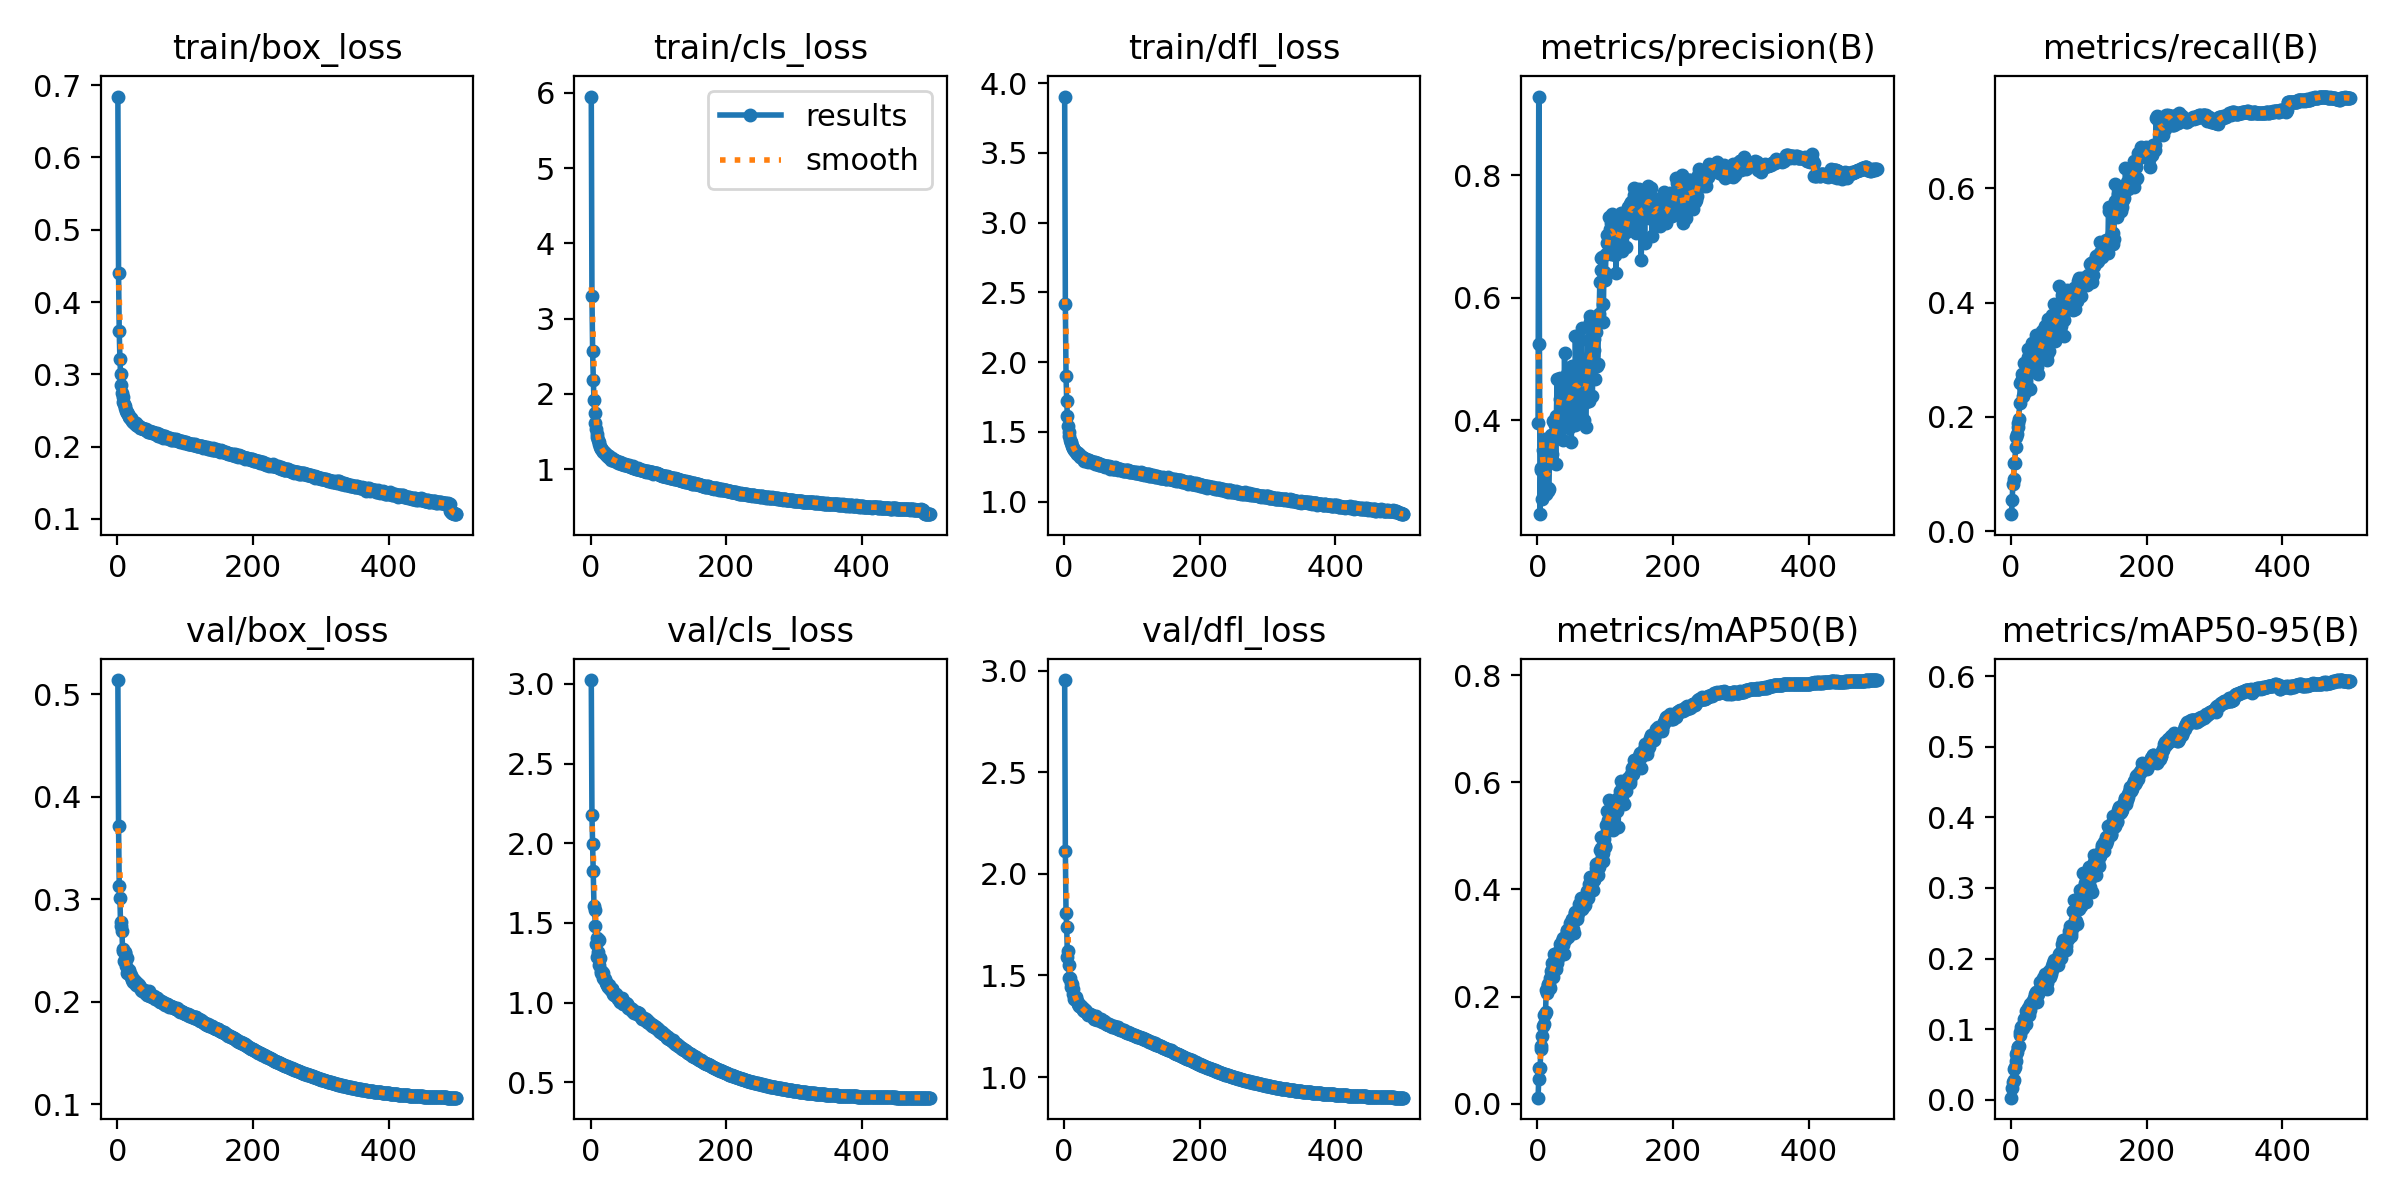 train/box_loss
0.7
0.6
0.5
0.4
0.3
0.2
0.1
0 200 400
train/cls_loss
6
5
4
3
2
1
0 200 400
results
smooth
train/dfl_loss
4.0
3.5
3.0
2.5
2.0
1.5
1.0
0 200 400
metrics/precision(B)
0.8
0.6
0.4
0 200 400
metrics/recall(B)
0.6
0.4
0.2
0.0
0 200 400
val/box_loss
0.5
0.4
0.3
0.2
0.1
0 200 400
val/cls_loss
3.0
2.5
2.0
1.5
1.0
0.5
0 200 400
val/dfl_loss
3.0
2.5
2.0
1.5
1.0
0 200 400
metrics/mAP50(B)
0.8
0.6
0.4
0.2
0.0
0 200 400
metrics/mAP50-95(B)
0.6
0.5
0.4
0.3
0.2
0.1
0.0
0 200 400